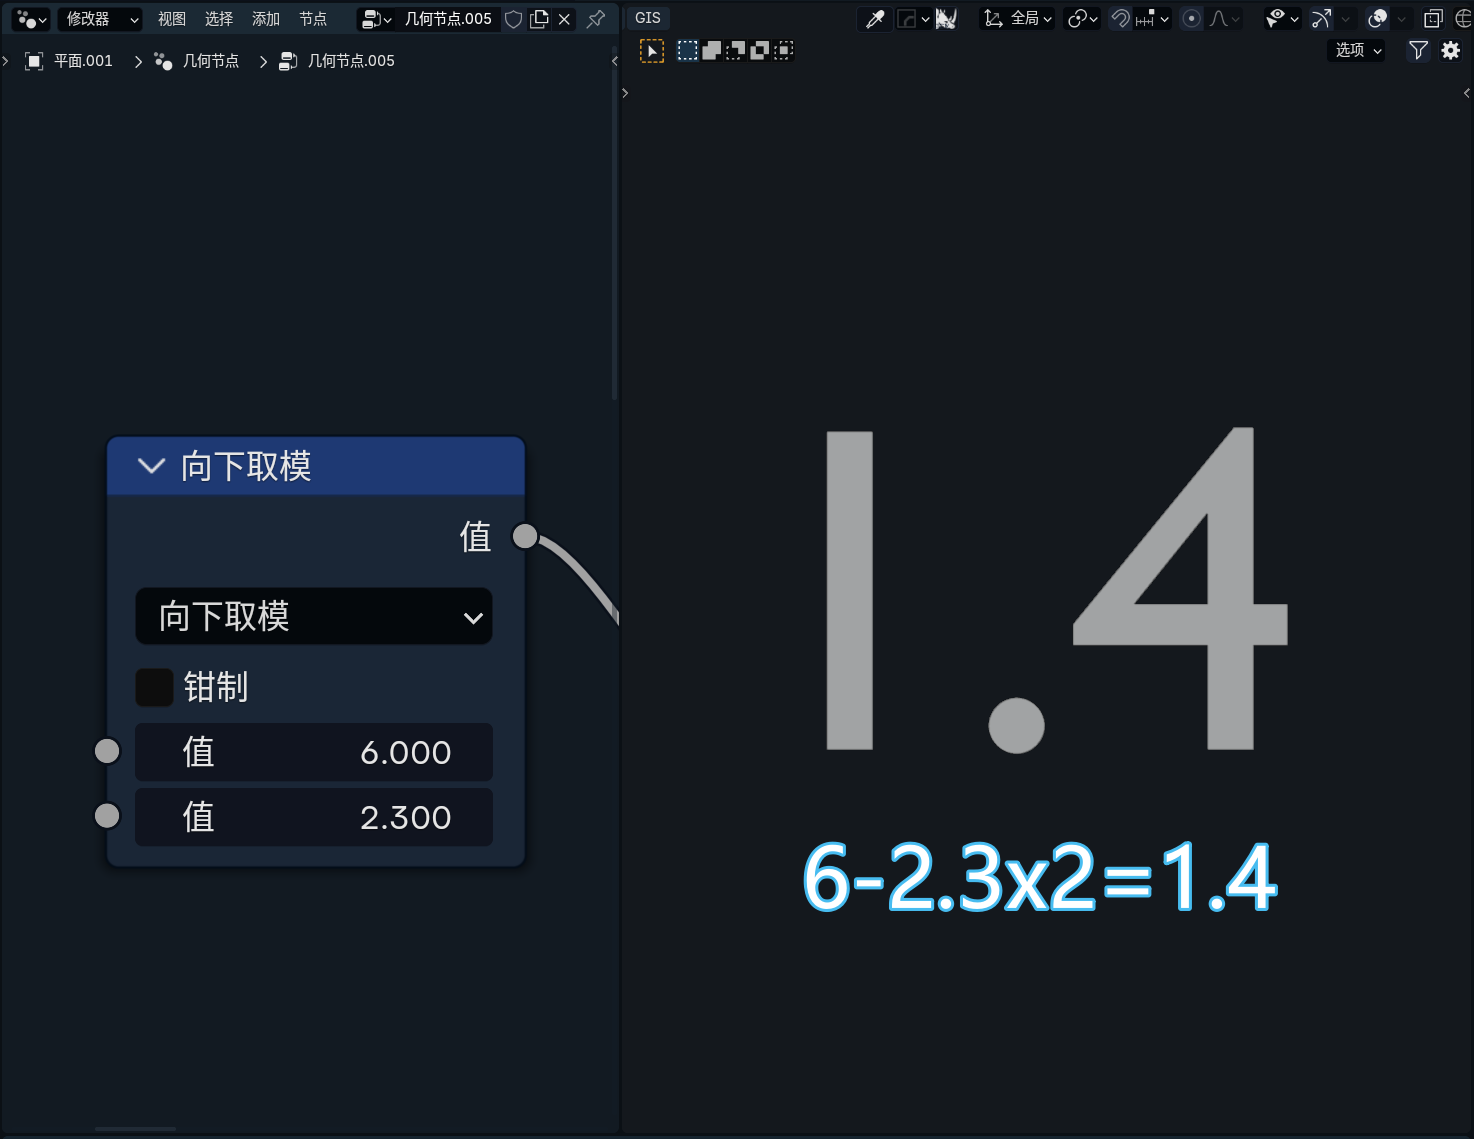 修改器 视图 选择 添加 节点 几何节点.005
平面.001 几何节点 几何节点.005
向下取模
值
向下取模
钳制
值 6.000
值 2.300
GIS 全局
选项
1.4
6-2.3x2=1.4